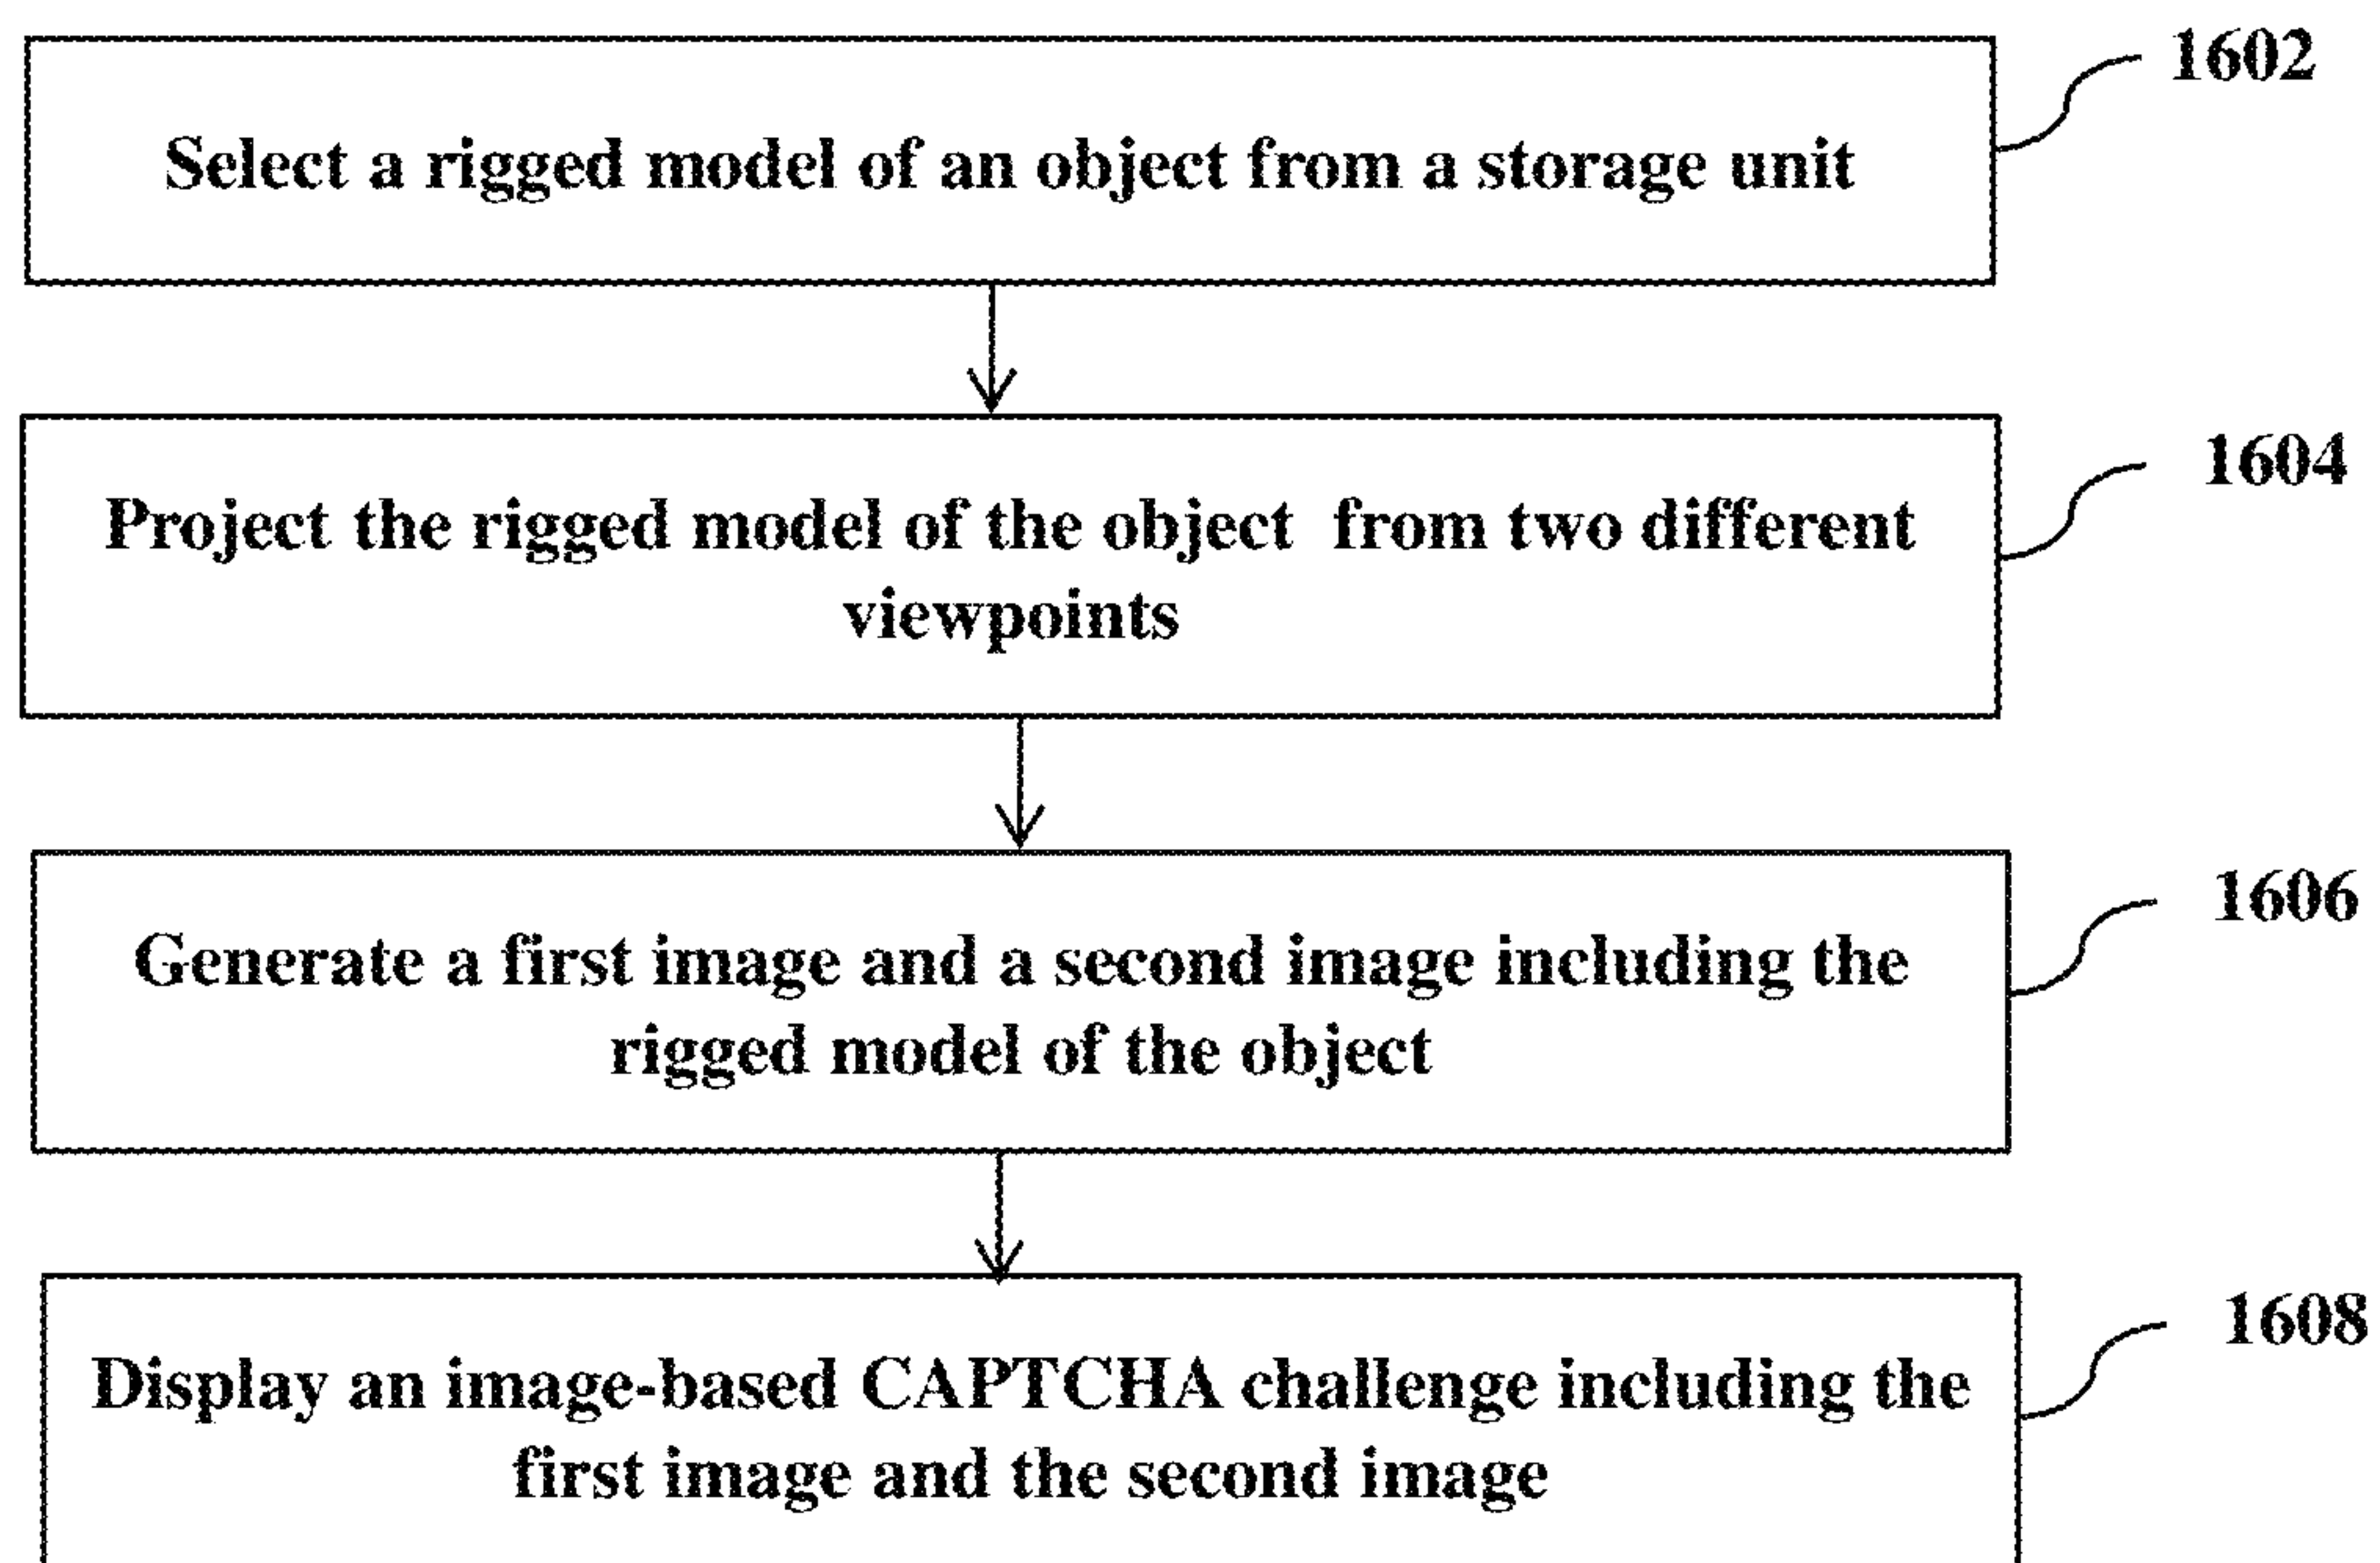 1602
Select a rigged model of an object from a storage unit
1604
Project the rigged model of the object from two different
viewpoints
1606
Generate a first image and a second image including the
rigged model of the object
1608
Display an image-based CAPTCHA challenge including the
first image and the second image